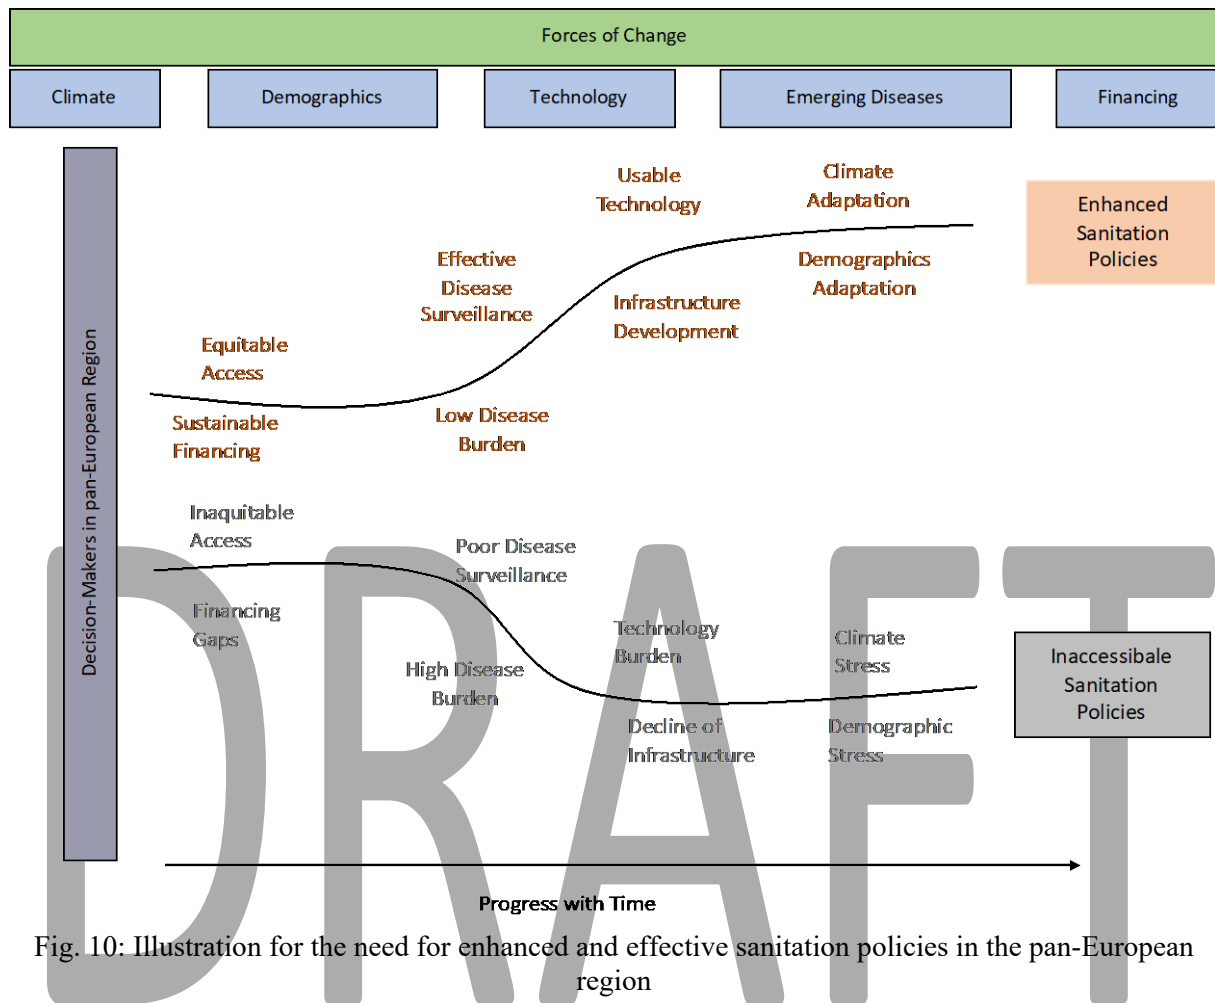 Forces of Change
Climate
Demographics
Technology
Emerging Diseases
Financing
Decision-Makers in pan-European Region
Usable
Technology
Climate
Adaptation
Enhanced
Sanitation
Policies
Effective
Disease
Surveillance
Demographics
Adaptation
Infrastructure
Development
Equitable
Access
Sustainable
Financing
Low Disease
Burden
Inaquitable
Access
Poor Disease
Surveillance
Financing
Gaps
Technology
Burden
Climate
Stress
High Disease
Burden
Inaccessibale
Sanitation
Policies
Decline of
Infrastructure
Demographic
Stress
DRAFT
Progress with Time
Fig. 10: Illustration for the need for enhanced and effective sanitation policies in the pan-European
region